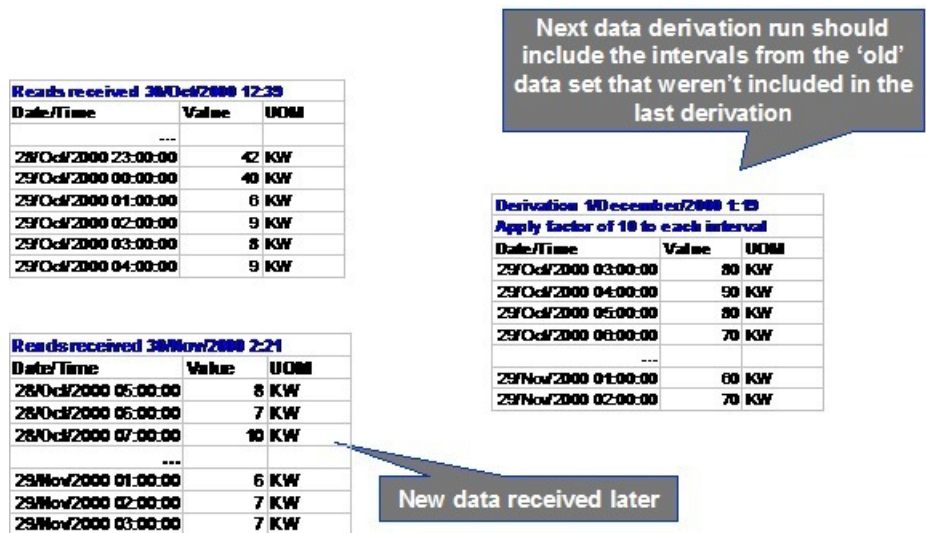 Next data derivation run should
include the intervals from the 'old'
data set that weren't included in the
last derivation
Reads received 30/Oct/2000 12:39
Date/Time Value UOM
...
28/Oct/2000 23:00:00 42 KW
29/Oct/2000 00:00:00 40 KW
29/Oct/2000 01:00:00 6 KW
29/Oct/2000 02:00:00 9 KW
29/Oct/2000 03:00:00 8 KW
29/Oct/2000 04:00:00 9 KW
Derivation 1/December/2000 1:19
Apply factor of 10 to each interval
Date/Time Value UOM
29/Oct/2000 03:00:00 80 KW
29/Oct/2000 04:00:00 90 KW
29/Oct/2000 05:00:00 80 KW
29/Oct/2000 06:00:00 70 KW
...
29/Nov/2000 01:00:00 60 KW
29/Nov/2000 02:00:00 70 KW
Reads received 30/Nov/2000 2:21
Date/Time Value UOM
28/Oct/2000 05:00:00 8 KW
28/Oct/2000 06:00:00 7 KW
28/Oct/2000 07:00:00 10 KW
...
29/Nov/2000 01:00:00 6 KW
29/Nov/2000 02:00:00 7 KW
29/Nov/2000 03:00:00 7 KW
New data received later